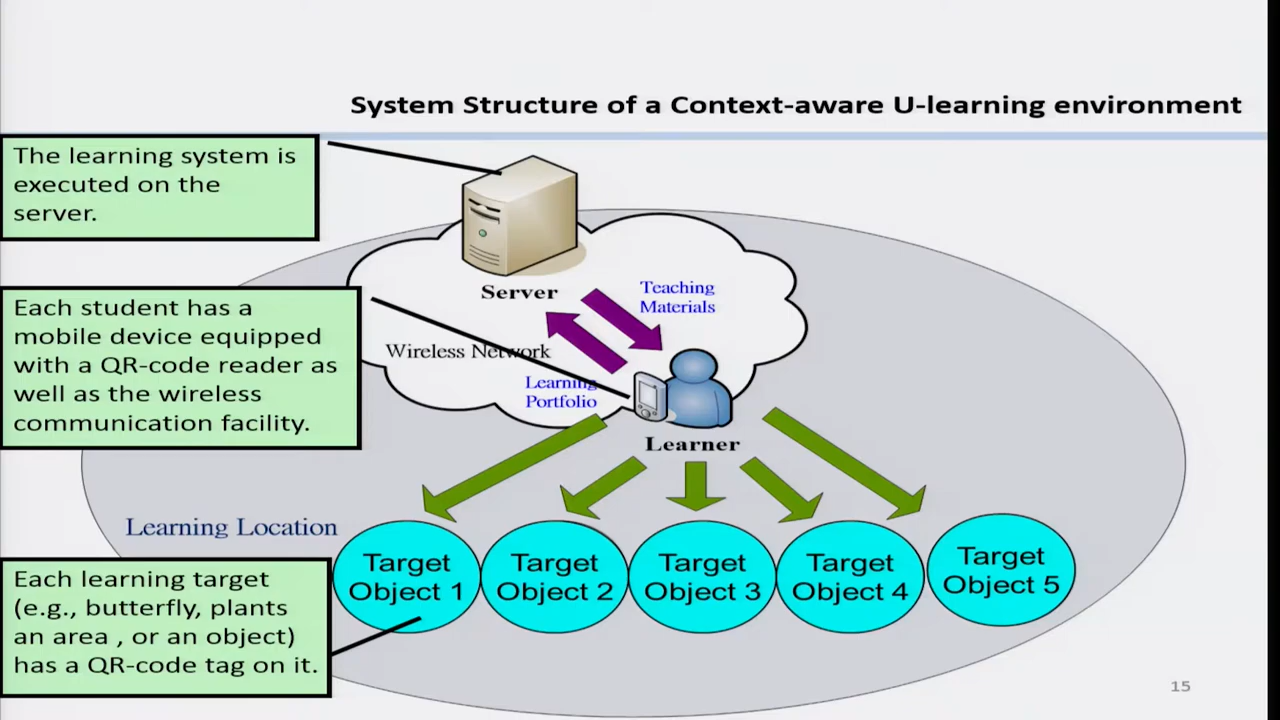 System Structure of a Context-aware U-learning environment
The learning system is
executed on the
server.
Server
Teaching
Materials
Each student has a
mobile device equipped
with a QR-code reader as
well as the wireless
communication facility.
Wireless Network
Learning
Portfolio
Learner
Learning Location
Target
Object 1
Target
Object 2
Target
Object 3
Target
Object 4
Target
Object 5
Each learning target
(e.g., butterfly, plants
an area , or an object)
has a QR-code tag on it.
15